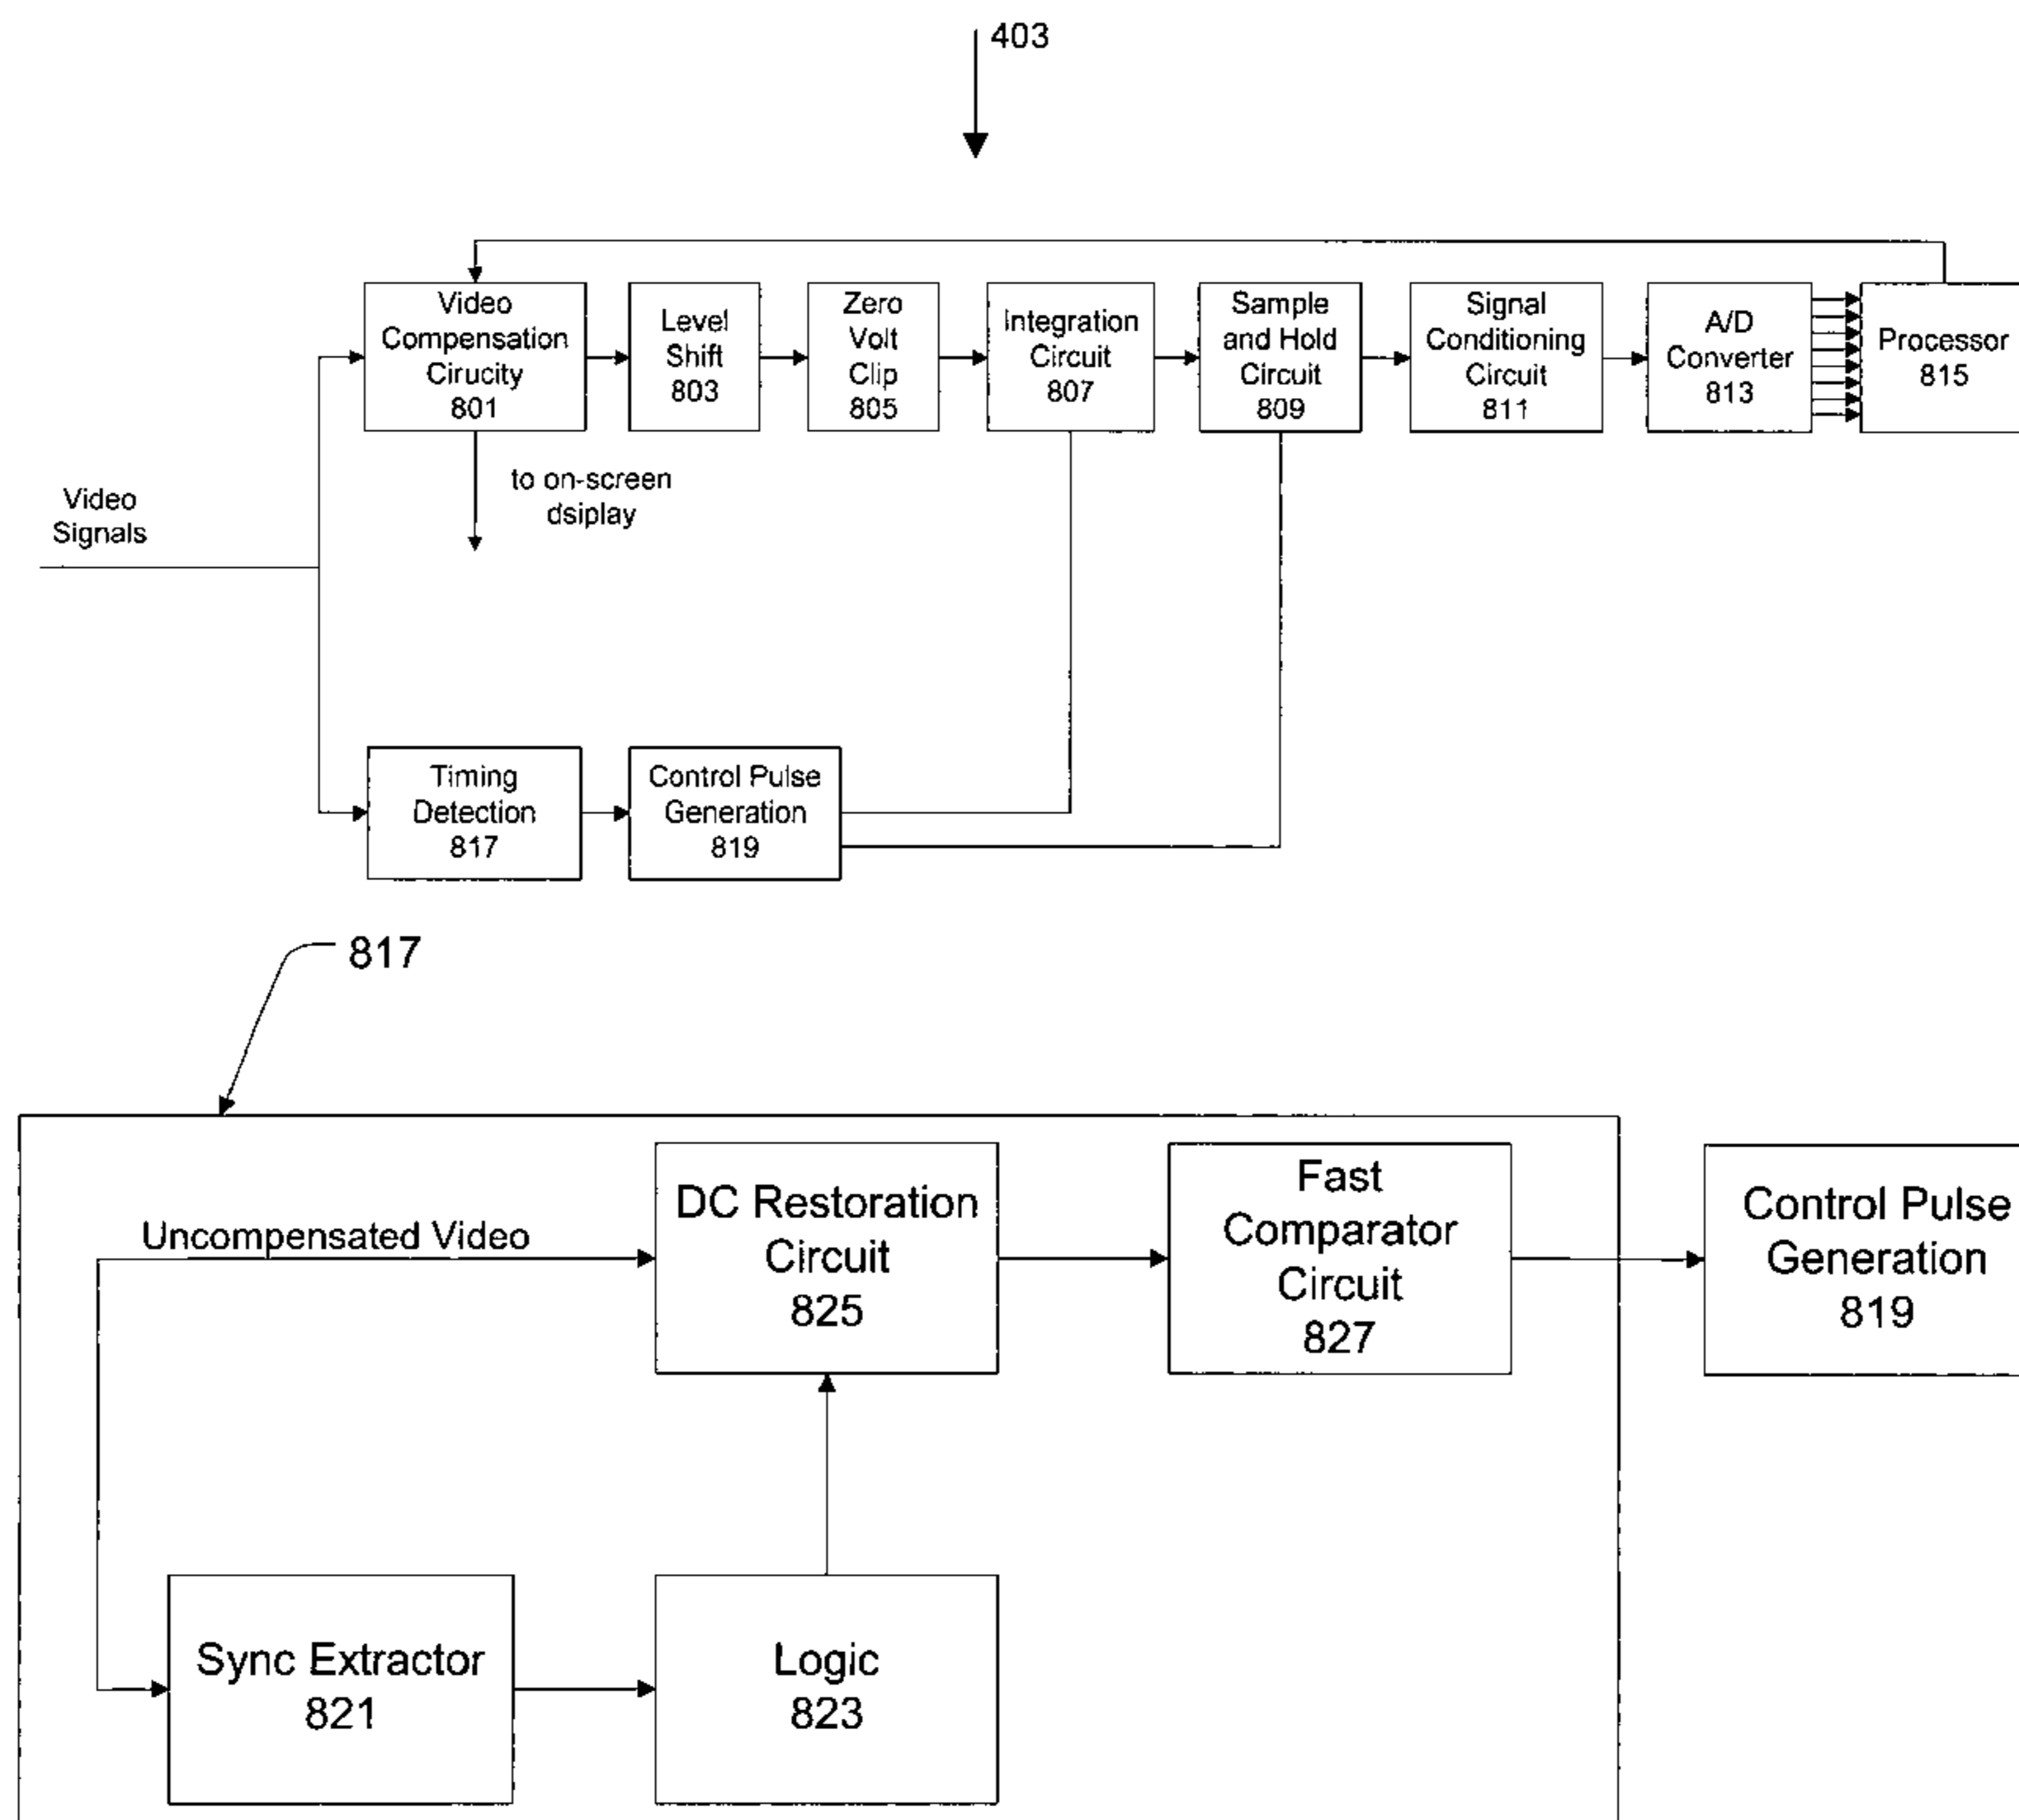 403
Video
Compensation
Cirucity
801
Level
Shift
803
Zero
Volt
Clip
805
Integration
Circuit
807
Sample
and Hold
Circuit
809
Signal
Conditioning
Circuit
811
A/D
Converter
813
Processor
815
to on-screen
dsiplay
Video
Signals
Timing
Detection
817
Control Pulse
Generation
819
817
Uncompensated Video
DC Restoration
Circuit
825
Fast
Comparator
Circuit
827
Control Pulse
Generation
819
Sync Extractor
821
Logic
823